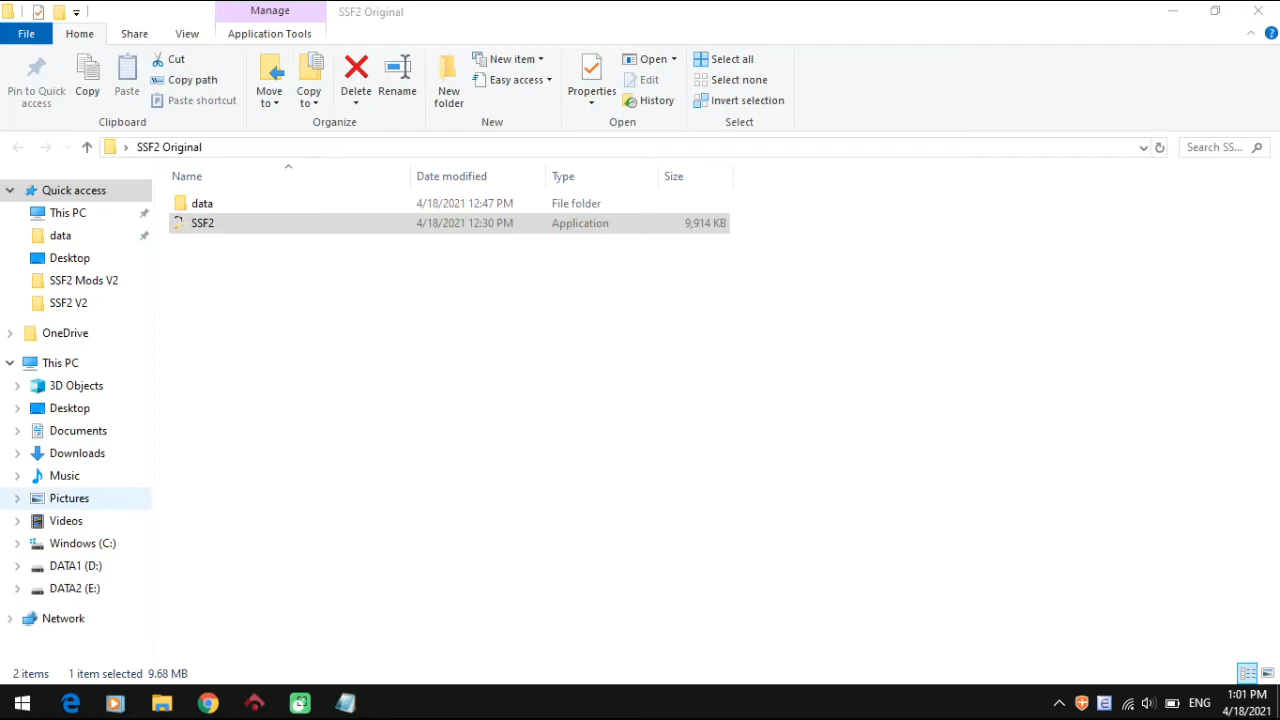 Manage
SSF2 Original
File
Home
Share
View
Application Tools
Pin to Quick access
Copy
Paste
Cut
Copy path
Paste shortcut
Clipboard
Move to
Copy to
Delete
Rename
Organize
New folder
New item
Easy access
New
Properties
Open
Edit
History
Open
Select all
Select none
Invert selection
Select
SSF2 Original
Search SS...
Name
Date modified
Type
Size
data
4/18/2021 12:47 PM
File folder
SSF2
4/18/2021 12:30 PM
Application
9,914 KB
Quick access
This PC
data
Desktop
SSF2 Mods V2
SSF2 V2
OneDrive
This PC
3D Objects
Desktop
Documents
Downloads
Music
Pictures
Videos
Windows (C:)
DATA1 (D:)
DATA2 (E:)
Network
2 items
1 item selected 9.68 MB
ENG
1:01 PM
4/18/2021